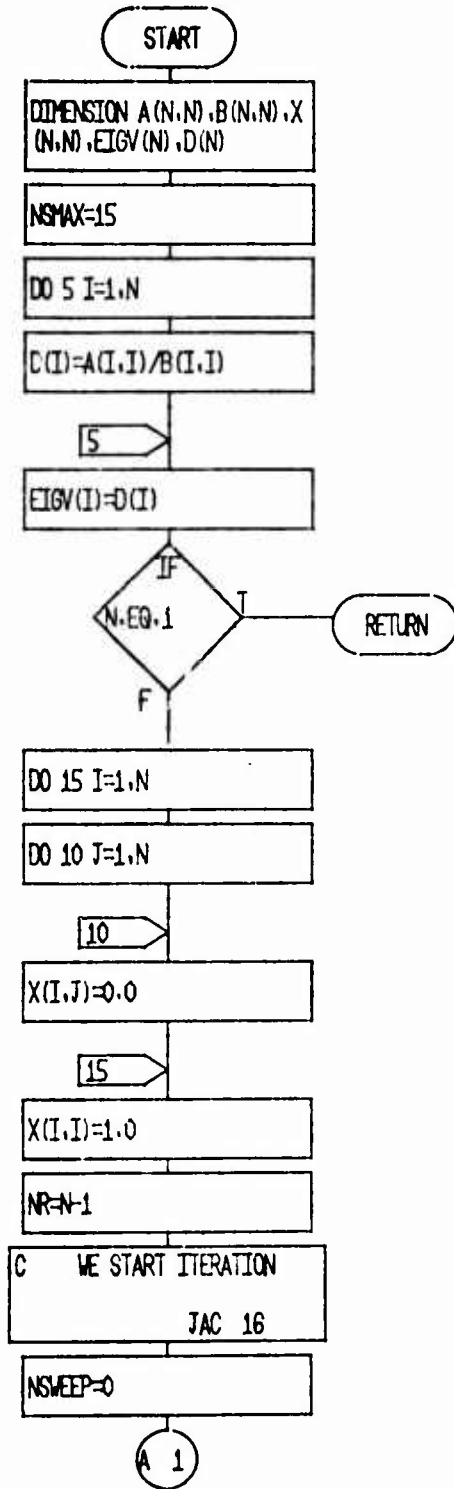 START
DIMENSION A(N,N),B(N,N),X
(N,N),EIGV(N),D(N)
NSMAX=15
DO 5 I=1,N
D(I)=A(I,I)/B(I,I)
5
EIGV(I)=D(I)
IF
N.EQ.1
T
RETURN
F
DO 15 I=1,N
DO 10 J=1,N
10
X(I,J)=0.0
15
X(I,I)=1.0
NR=N-1
C WE START ITERATION
JAC 16
NSWEEP=0
A 1